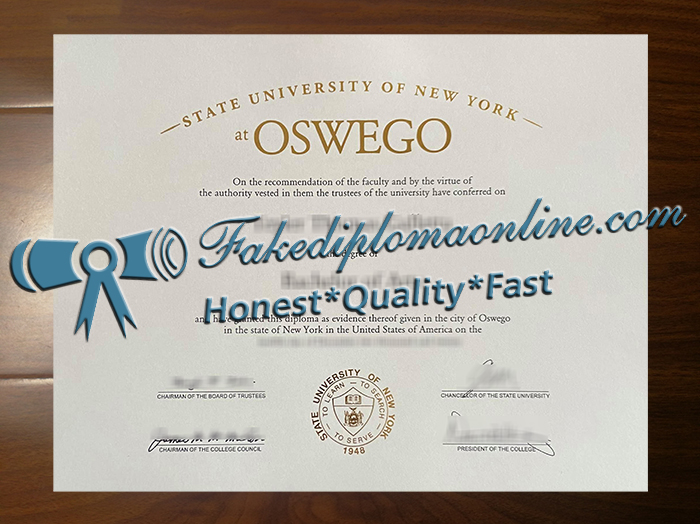 STATE UNIVERSITY OF NEW YORK
at OSWEGO
On the recommendation of the faculty and by the virtue of
the authority vested in them the trustees of the university have conferred on
Fakediplomaonline.com
the degree of
Honest*Quality*Fast
and have granted this diploma as evidence thereof given in the city of Oswego
in the state of New York in the United States of America on the
CHAIRMAN OF THE BOARD OF TRUSTEES
CHANCELLOR OF THE STATE UNIVERSITY
STATE UNIVERSITY OF NEW YORK
TO LEARN — TO SEARCH
— TO SERVE —
1948
CHAIRMAN OF THE COLLEGE COUNCIL
PRESIDENT OF THE COLLEGE